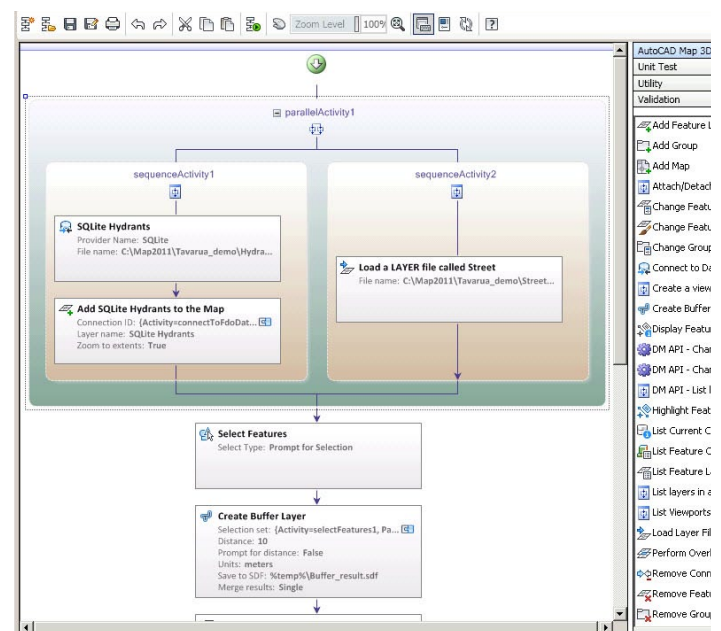 Zoom Level 100%
AutoCAD Map 3D
Unit Test
Utility
Validation
parallelActivity1
sequenceActivity1
SQLite Hydrants
Provider Name: SQLite
File name: C:\Map2011\Tavarua_demo\Hydra...
Add SQLite Hydrants to the Map
Connection ID: {Activity=connectToFdoDat...
Layer name: SQLite Hydrants
Zoom to extents: True
sequenceActivity2
Load a LAYER file called Street
File name: C:\Map2011\Tavarua_demo\Street...
Select Features
Select Type: Prompt for Selection
Create Buffer Layer
Selection set: {Activity=selectFeatures1, Pa...
Distance: 10
Prompt for distance: False
Units: meters
Save to SDF: %temp%\Buffer_result.sdf
Merge results: Single
Add Feature L
Add Group
Add Map
Attach/Detach
Change Featu
Change Featu
Change Group
Connect to Da
Create a view
Create Buffer
Display Featur
DM API - Char
DM API - Char
DM API - List l
Highlight Feat
List Current C
List Feature C
List Feature La
List layers in a
List Viewports
Load Layer Fil
Perform Overl
Remove Conn
Remove Featu
Remove Group